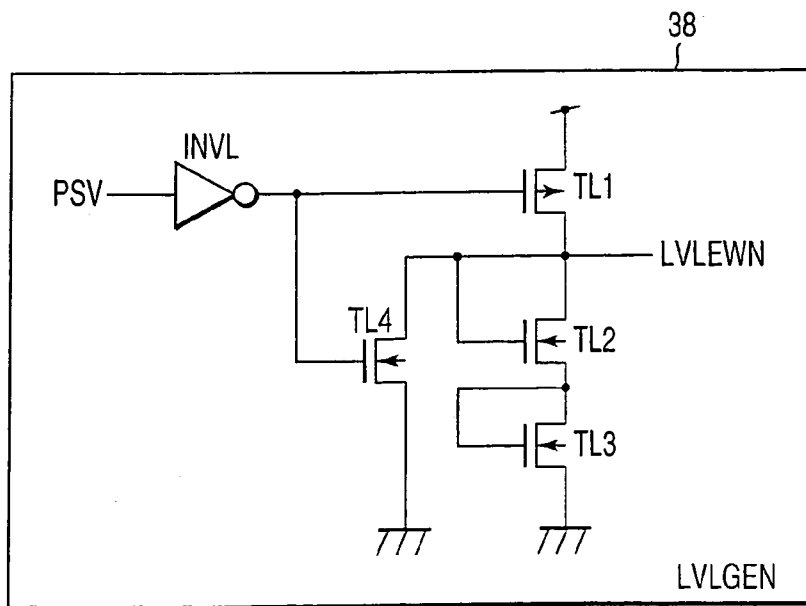 38
INVL
PSV
TL1
LVLEWN
TL4
TL2
TL3
LVLGEN